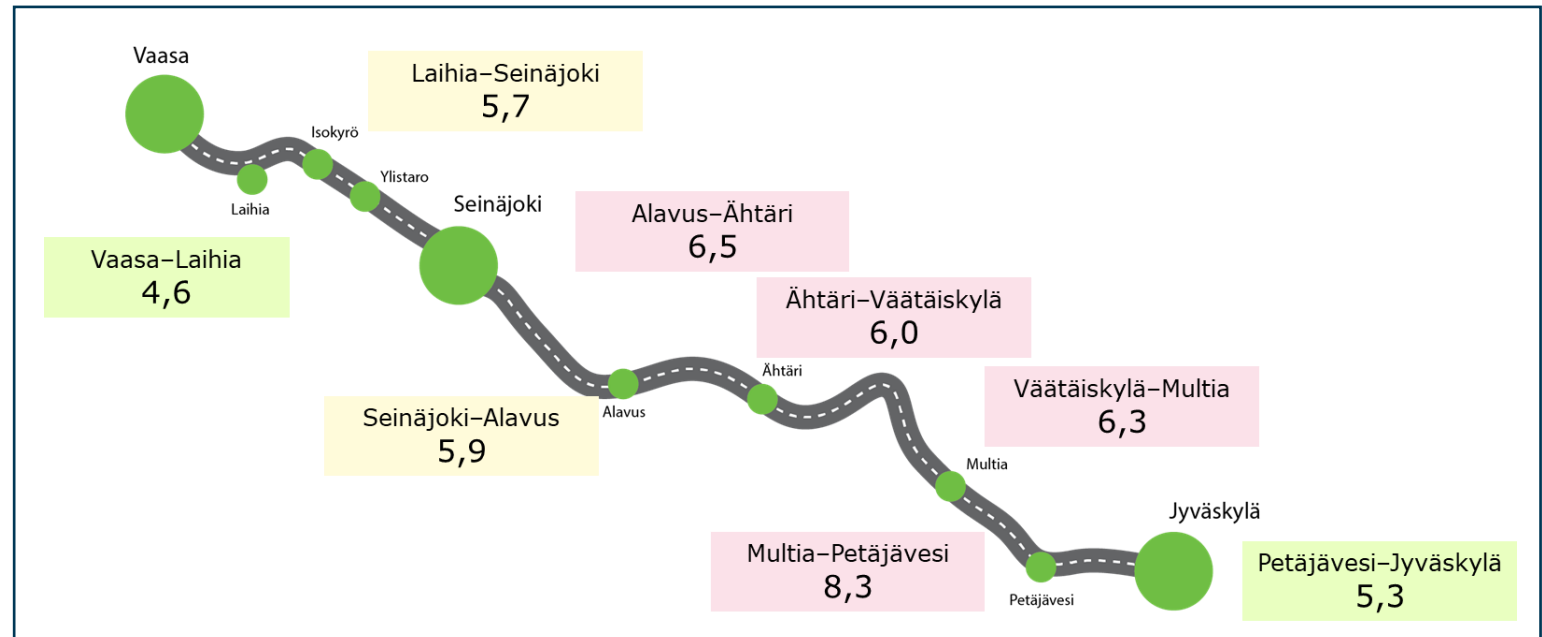 Vaasa
Laihia–Seinäjoki
5,7
Isokyrö
Ylistaro
Laihia
Seinäjoki
Alavus–Ähtäri
6,5
Vaasa–Laihia
4,6
Ähtäri–Väätäiskylä
6,0
Ähtäri
Väätäiskylä–Multia
6,3
Seinäjoki–Alavus
5,9
Alavus
Multia
Jyväskylä
Multia–Petäjävesi
8,3
Petäjävesi–Jyväskylä
5,3
Petäjävesi